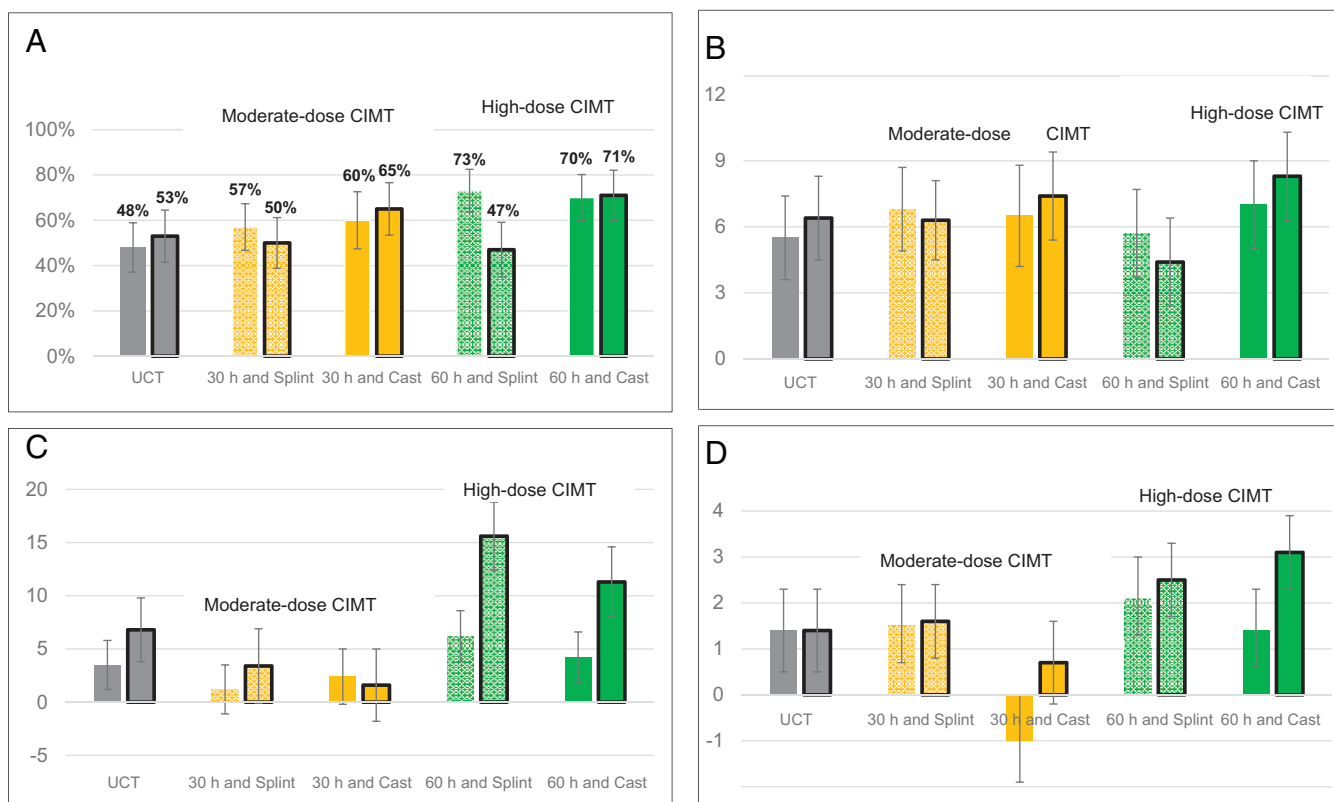 A
Moderate-dose CIMT
High-dose CIMT
100%
80%
60%
40%
20%
0%
48%
53%
57%
50%
60%
65%
73%
47%
70%
71%
UCT
30 h and Splint
30 h and Cast
60 h and Splint
60 h and Cast
B
High-dose CIMT
Moderate-dose CIMT
12
9
6
3
0
UCT
30 h and Splint
30 h and Cast
60 h and Splint
60 h and Cast
C
High-dose CIMT
Moderate-dose CIMT
20
15
10
5
0
-5
UCT
30 h and Splint
30 h and Cast
60 h and Splint
60 h and Cast
D
High-dose CIMT
Moderate-dose CIMT
4
3
2
1
0
-1
UCT
30 h and Splint
30 h and Cast
60 h and Splint
60 h and Cast